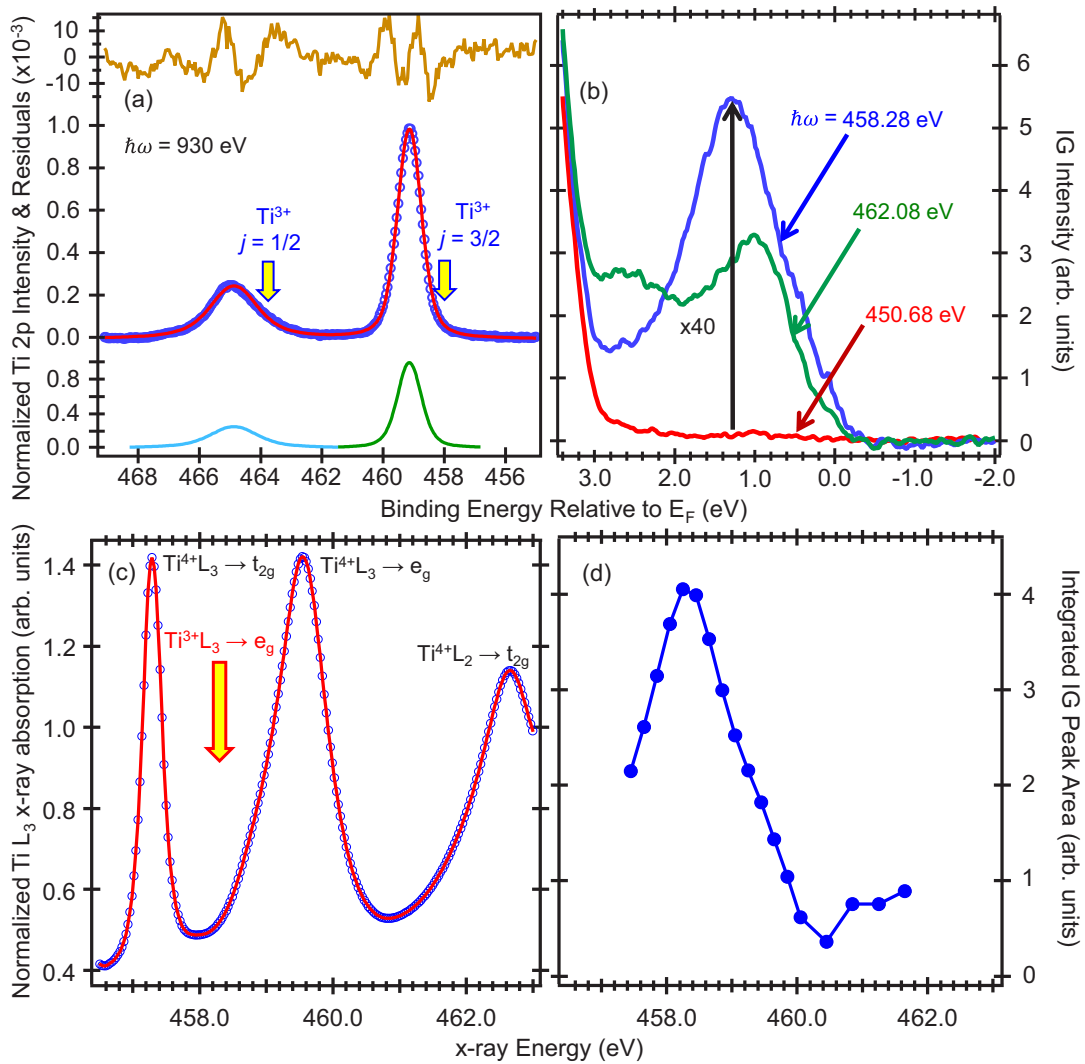 Normalized Ti 2p Intensity & Residuals (x10⁻³)
10
0
-10
(a)
1.0
0.8
0.6
0.4
0.2
0.0
0.8
0.4
0.0
ℏω = 930 eV
Ti³⁺
j = 1/2
Ti³⁺
j = 3/2
468
464
460
456
(b)
ℏω = 458.28 eV
462.08 eV
450.68 eV
x40
6
5
4
3
2
1
0
IG Intensity (arb. units)
3.0
2.0
1.0
0.0
-1.0
-2.0
Binding Energy Relative to E_F (eV)
Normalized Ti L₃ x-ray absorption (arb. units)
1.4
1.2
1.0
0.8
0.6
0.4
(c)
Ti⁴⁺L₃ → t₂g
Ti⁴⁺L₃ → e_g
Ti³⁺L₃ → e_g
Ti⁴⁺L₂ → t₂g
458.0
460.0
462.0
(d)
4
3
2
1
0
Integrated IG Peak Area (arb. units)
458.0
460.0
462.0
x-ray Energy (eV)